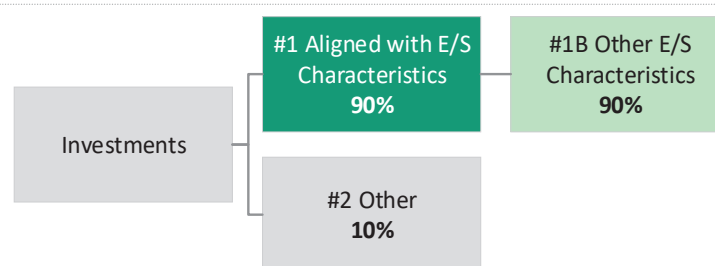 Investments
#1 Aligned with E/S
Characteristics
90%
#1B Other E/S
Characteristics
90%
#2 Other
10%